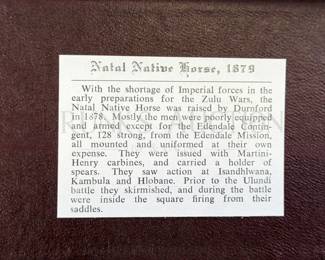 Natal Native Horse, 1879
With the shortage of Imperial forces in the
early preparations for the Zulu Wars, the
Natal Native Horse was raised by Durnford
in 1878. Mostly the men were poorly equipped
and armed except for the Edendale contin-
gent, 128 strong, from the Edendale Mission,
all mounted and uniformed at their own
expense. They were issued with Martini-
Henry carbines, and carried a holder of
spears. They saw action at Isandhlwana,
Kambula and Hlobane. Prior to the Ulundi
battle they skirmished, and during the battle
were inside the square firing from their
saddles.